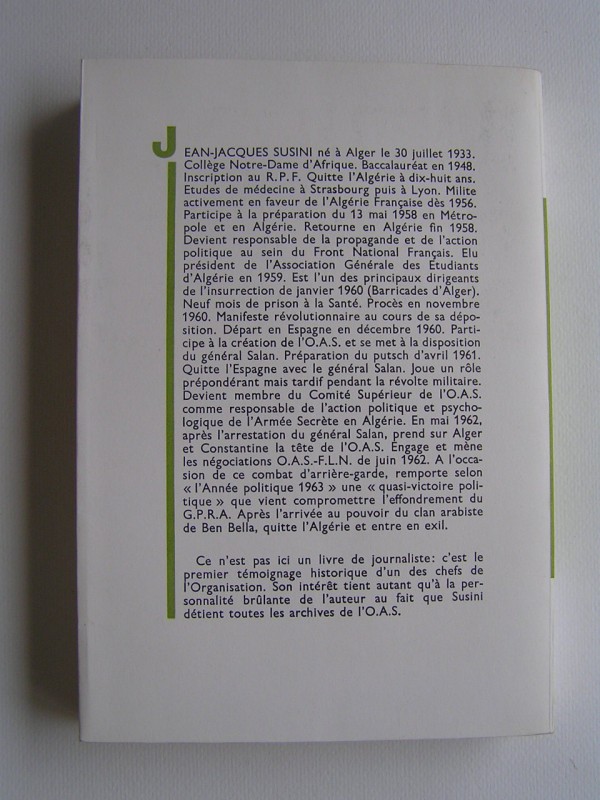 JEAN-JACQUES SUSINI né à Alger le 30 juillet 1933.
Collège Notre-Dame d'Afrique. Baccalauréat en 1948.
Inscription au R.P.F. Quitte l'Algérie à dix-huit ans.
Etudes de médecine à Strasbourg puis à Lyon. Milite
activement en faveur de l'Algérie Française dès 1956.
Participe à la préparation du 13 mai 1958 en Métro-
pole et en Algérie. Retourne en Algérie fin 1958.
Devient responsable de la propagande et de l'action
politique au sein du Front National Français. Elu
président de l'Association Générale des Etudiants
d'Algérie en 1959. Est l'un des principaux dirigeants
de l'insurrection de janvier 1960 (Barricades d'Alger).
Neuf mois de prison à la Santé. Procès en novembre
1960. Manifeste révolutionnaire au cours de sa dépo-
sition. Départ en Espagne en décembre 1960. Parti-
cipe à la création de l'O.A.S. et se met à la disposition
du général Salan. Préparation du putsch d'avril 1961.
Quitte l'Espagne avec le général Salan. Joue un rôle
prépondérant mais tardif pendant la révolte militaire.
Devient membre du Comité Supérieur de l'O.A.S.
comme responsable de l'action politique et psycho-
logique de l'Armée Secrète en Algérie. En mai 1962,
après l'arrestation du général Salan, prend sur Alger
et Constantine la tête de l'O.A.S. Engage et mène
les négociations O.A.S.-F.L.N. de juin 1962. A l'occa-
sion de ce combat d'arrière-garde, remporte selon
« l'Année politique 1963 » une « quasi-victoire poli-
tique » que vient compromettre l'effondrement du
G.P.R.A. Après l'arrivée au pouvoir du clan arabiste
de Ben Bella, quitte l'Algérie et entre en exil.
Ce n'est pas ici un livre de journaliste: c'est le
premier témoignage historique d'un des chefs de
l'Organisation. Son intérêt tient autant qu'à la per-
sonnalité brûlante de l'auteur au fait que Susini
détient toutes les archives de l'O.A.S.